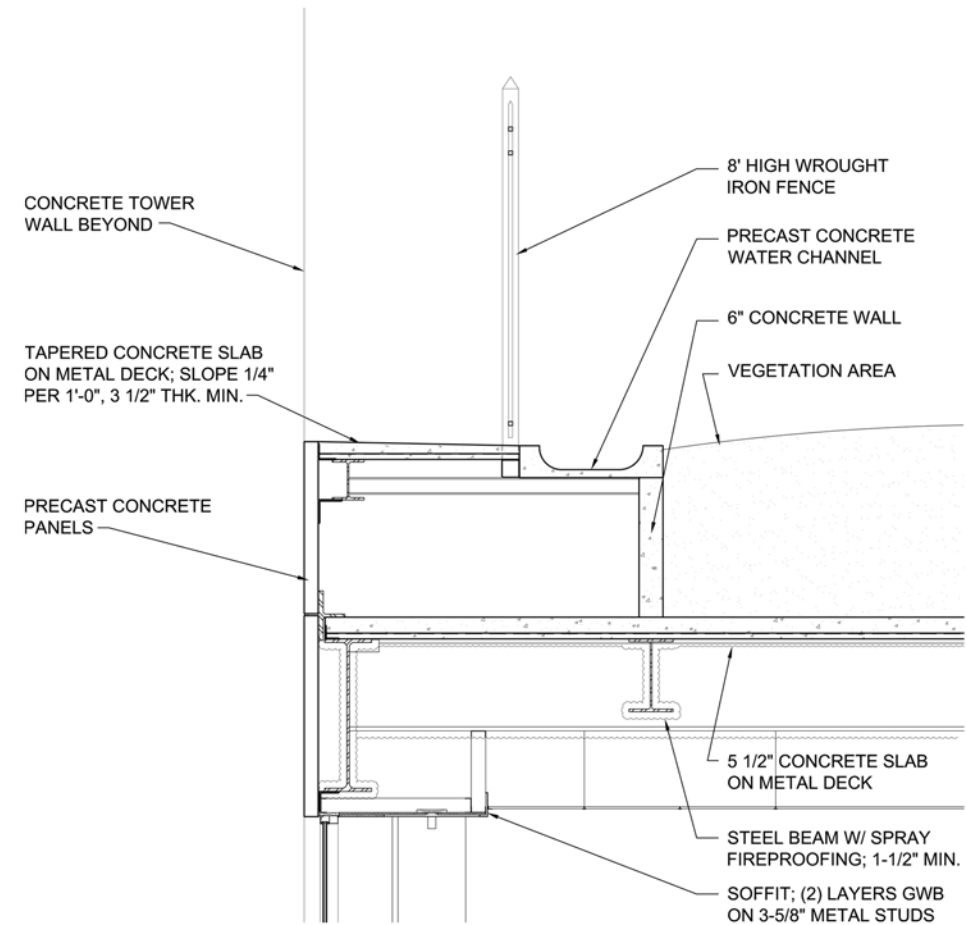 CONCRETE TOWER
WALL BEYOND
TAPERED CONCRETE SLAB
ON METAL DECK; SLOPE 1/4"
PER 1'-0", 3 1/2" THK. MIN.
PRECAST CONCRETE
PANELS
8' HIGH WROUGHT
IRON FENCE
PRECAST CONCRETE
WATER CHANNEL
6" CONCRETE WALL
VEGETATION AREA
5 1/2" CONCRETE SLAB
ON METAL DECK
STEEL BEAM W/ SPRAY
FIREPROOFING; 1-1/2" MIN.
SOFFIT; (2) LAYERS GWB
ON 3-5/8" METAL STUDS